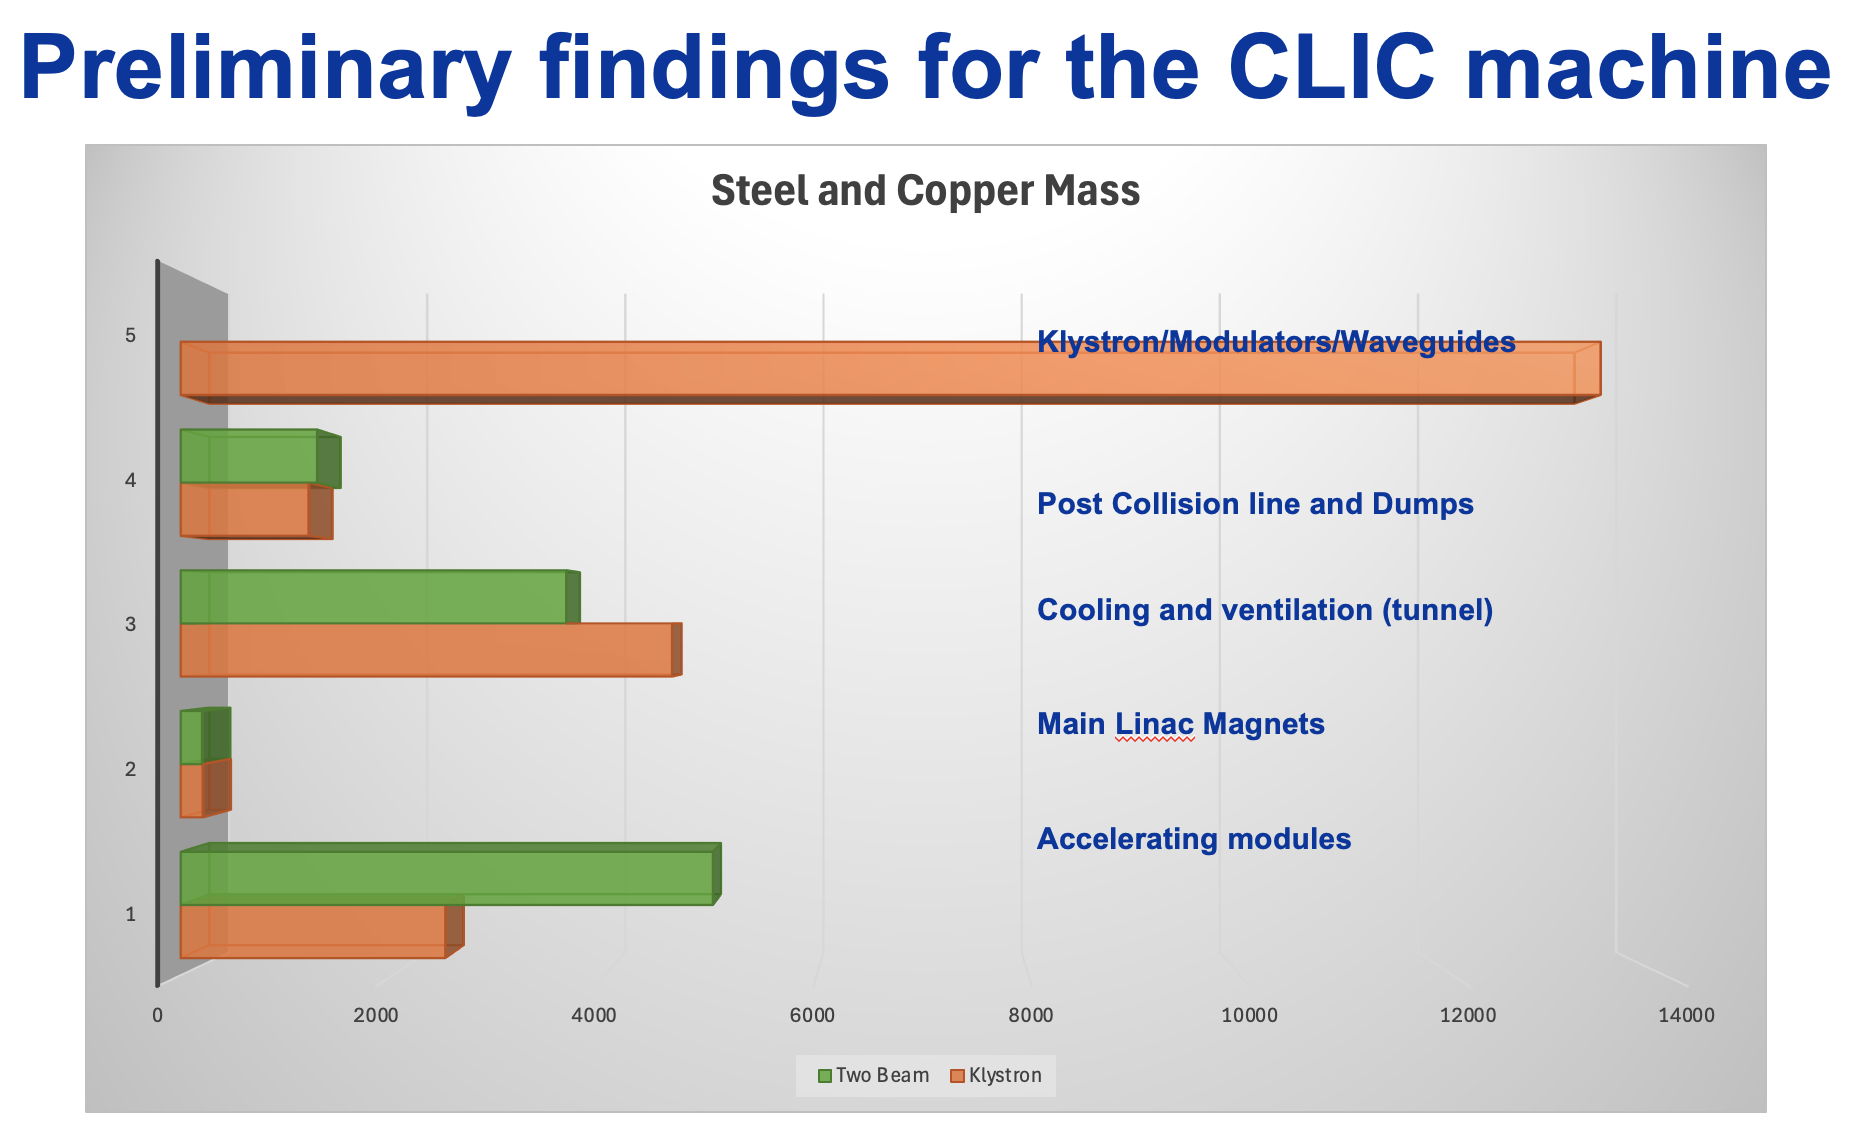 Preliminary findings for the CLIC machine
Steel and Copper Mass
5
Klystron/Modulators/Waveguides
4
Post Collision line and Dumps
3
Cooling and ventilation (tunnel)
2
Main Linac Magnets
1
Accelerating modules
0 2000 4000 6000 8000 10000 12000 14000
Two Beam Klystron